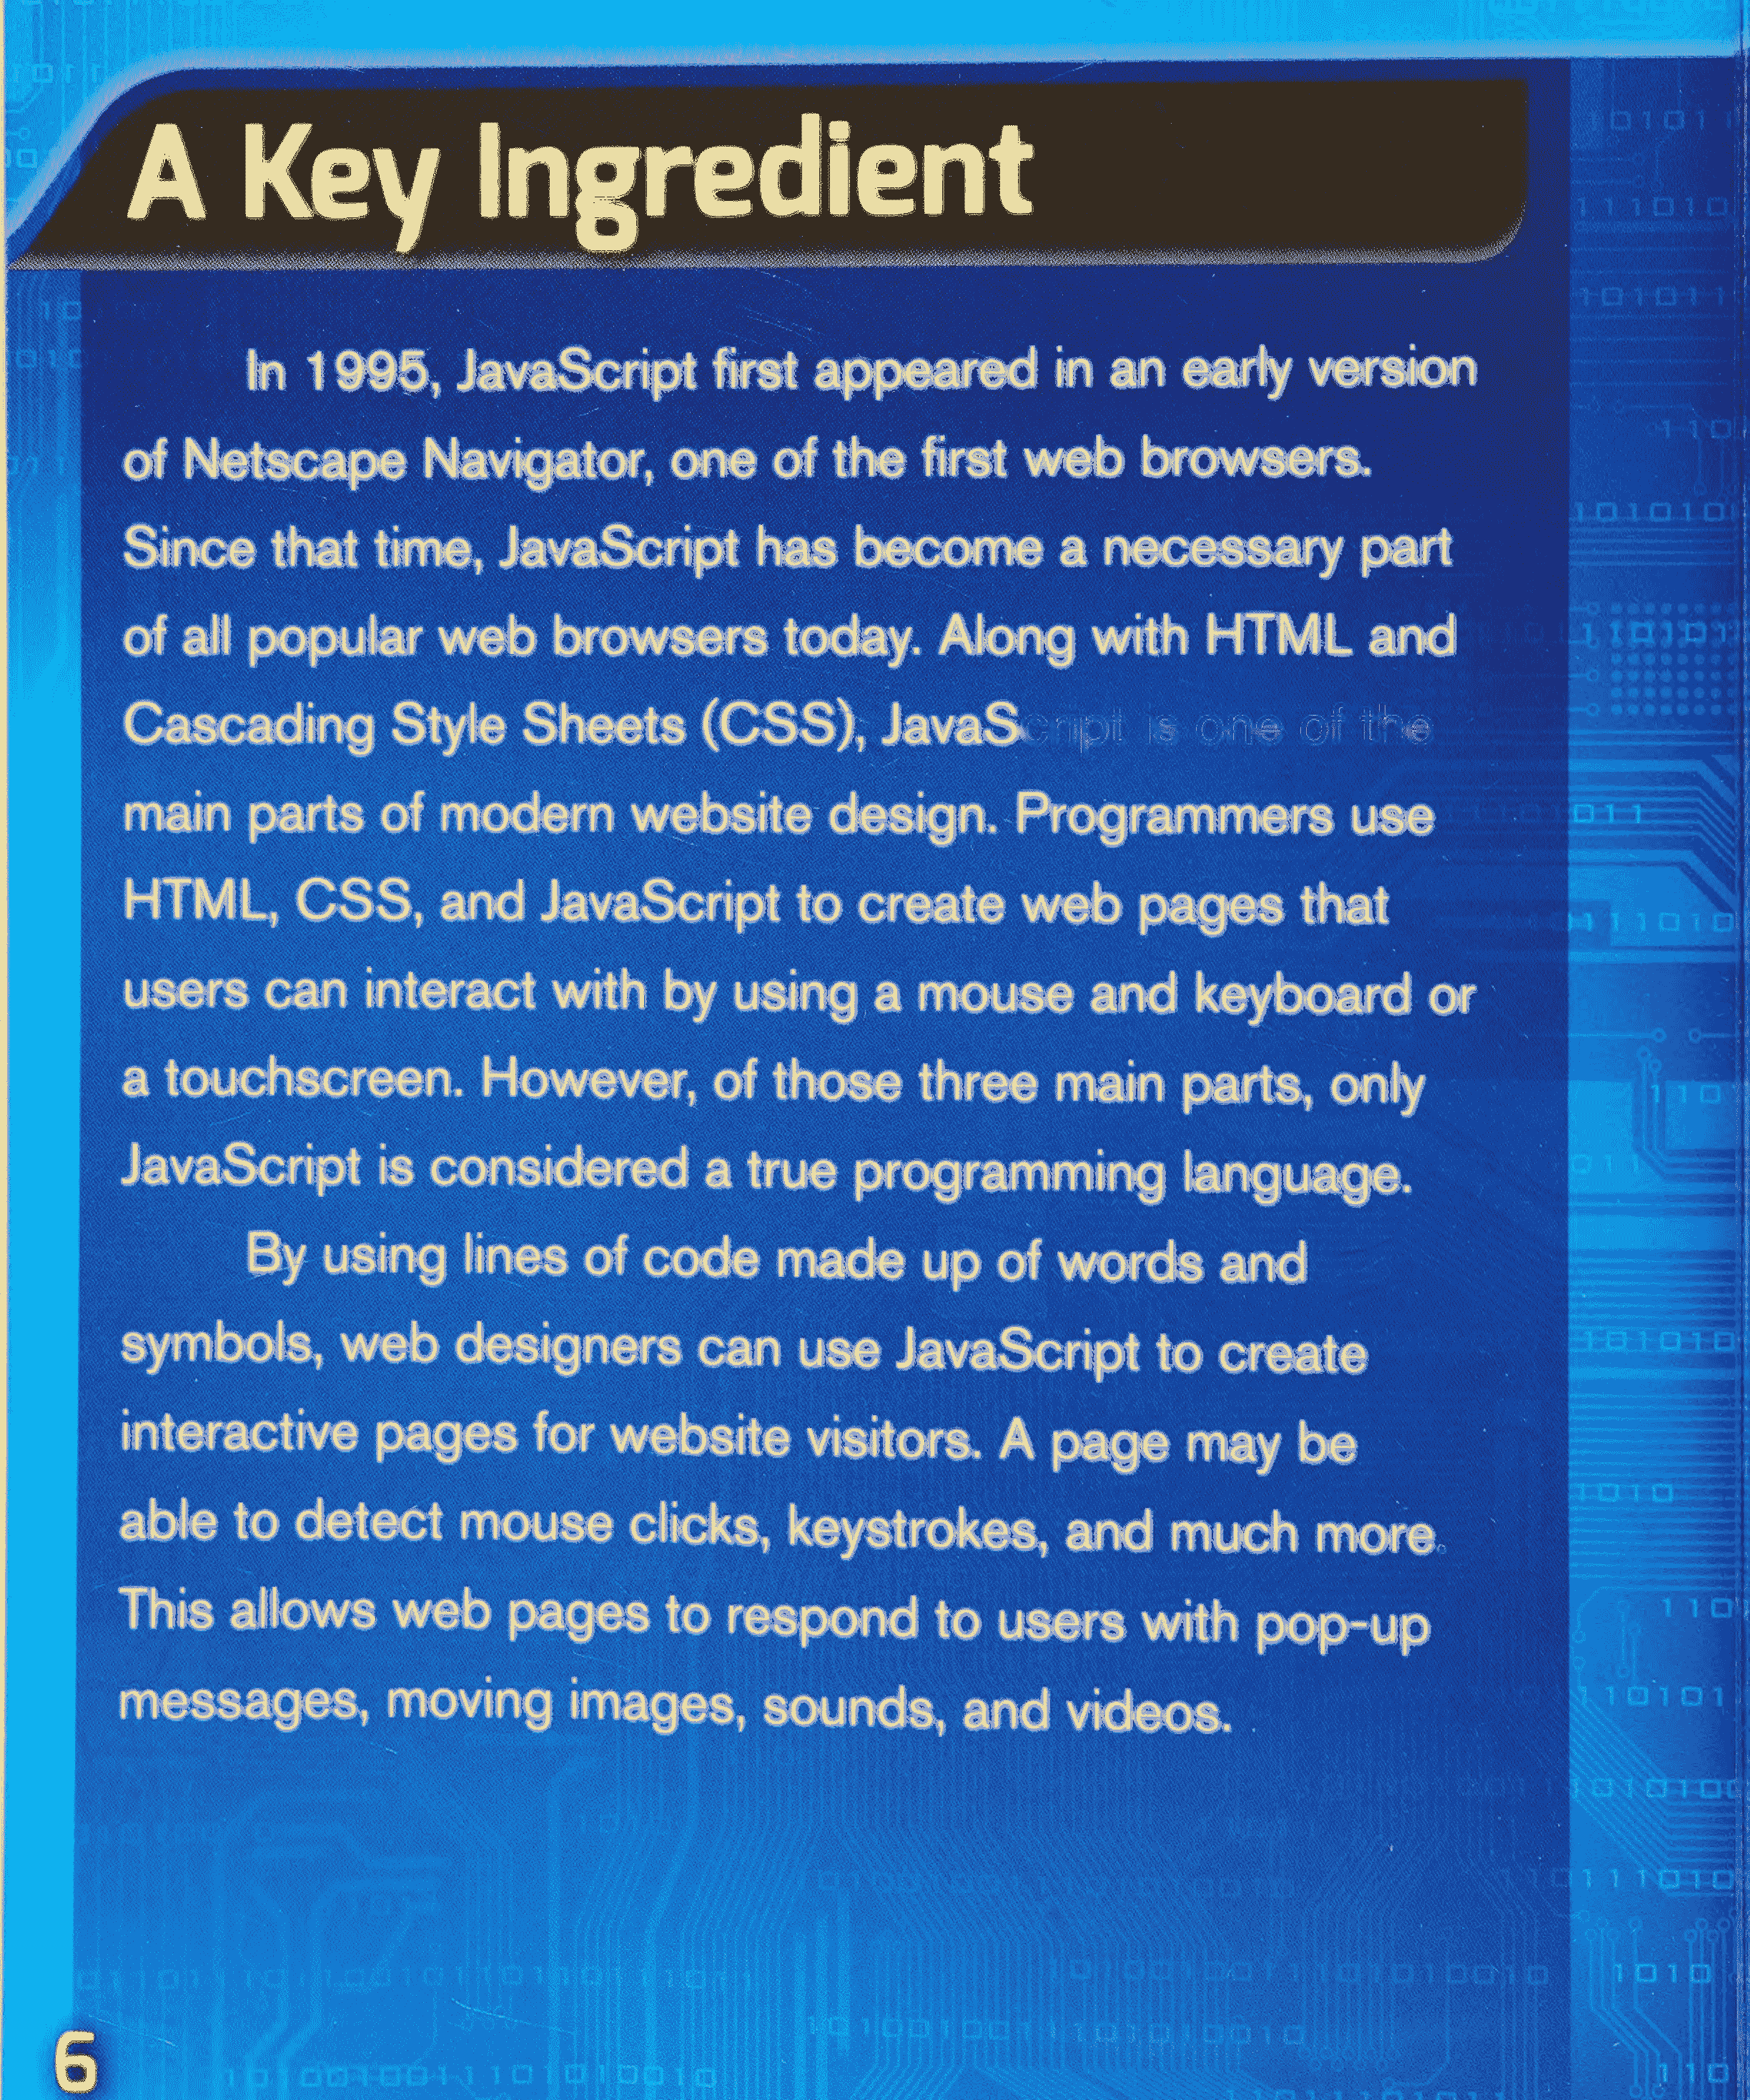 A Key Ingredient
In 1995, JavaScript first appeared in an early version
of Netscape Navigator, one of the first web browsers.
Since that time, JavaScript has become a necessary part
of all popular web browsers today. Along with HTML and
Cascading Style Sheets (CSS), JavaScript is one of the
main parts of modern website design. Programmers use
HTML, CSS, and JavaScript to create web pages that
users can interact with by using a mouse and keyboard or
a touchscreen. However, of those three main parts, only
JavaScript is considered a true programming language.
By using lines of code made up of words and
symbols, web designers can use JavaScript to create
interactive pages for website visitors. A page may be
able to detect mouse clicks, keystrokes, and much more.
This allows web pages to respond to users with pop-up
messages, moving images, sounds, and videos.
6